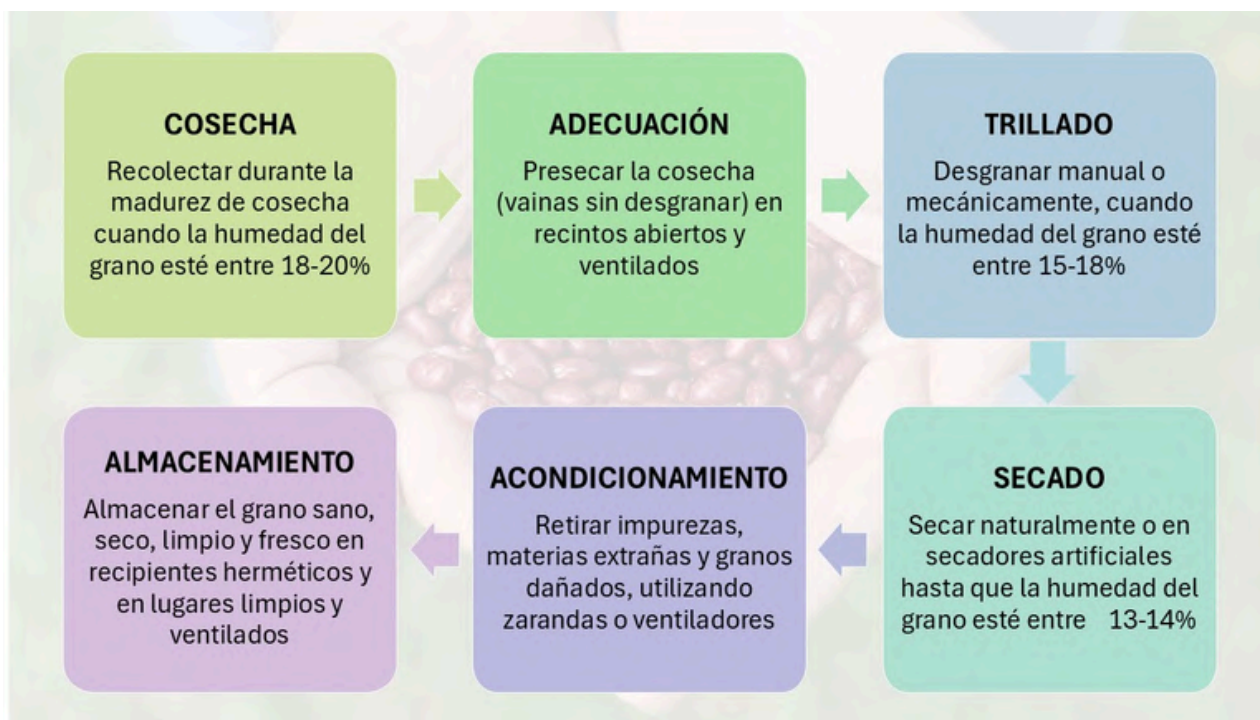 COSECHA
Recolectar durante la
madurez de cosecha
cuando la humedad del
grano esté entre 18-20%
ADECUACIÓN
Presecar la cosecha
(vainas sin desgranar) en
recintos abiertos y
ventilados
TRILLADO
Desgranar manual o
mecánicamente, cuando
la humedad del grano esté
entre 15-18%
SECADO
Secar naturalmente o en
secadores artificiales
hasta que la humedad del
grano esté entre 13-14%
ACONDICIONAMIENTO
Retirar impurezas,
materias extrañas y granos
dañados, utilizando
zarandas o ventiladores
ALMACENAMIENTO
Almacenar el grano sano,
seco, limpio y fresco en
recipientes herméticos y
en lugares limpios y
ventilados